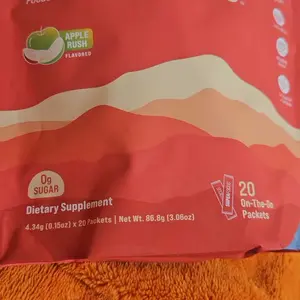 APPLE
RUSH
FLAVORED
0g
SUGAR
Dietary Supplement
4.34g (0.15oz) x 20 Packets | Net Wt. 86.8g (3.06oz)
20
On-The-Go
Packets